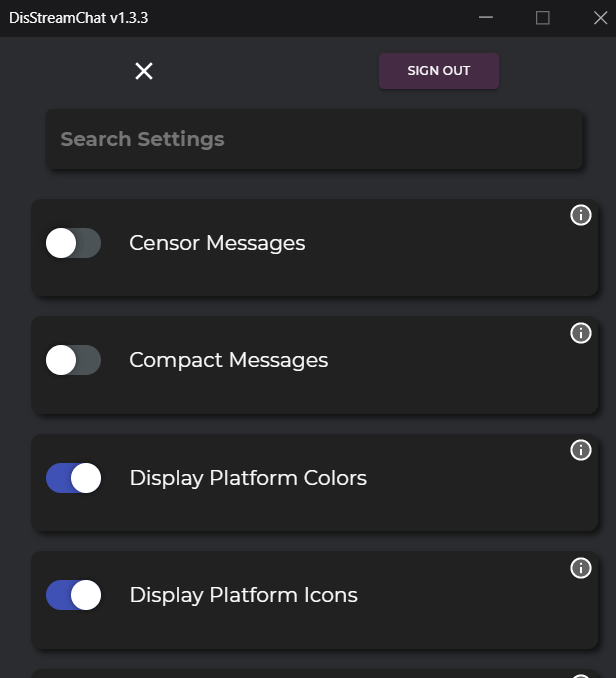 DisStreamChat v1.3.3
SIGN OUT
Search Settings
Censor Messages
Compact Messages
Display Platform Colors
Display Platform Icons